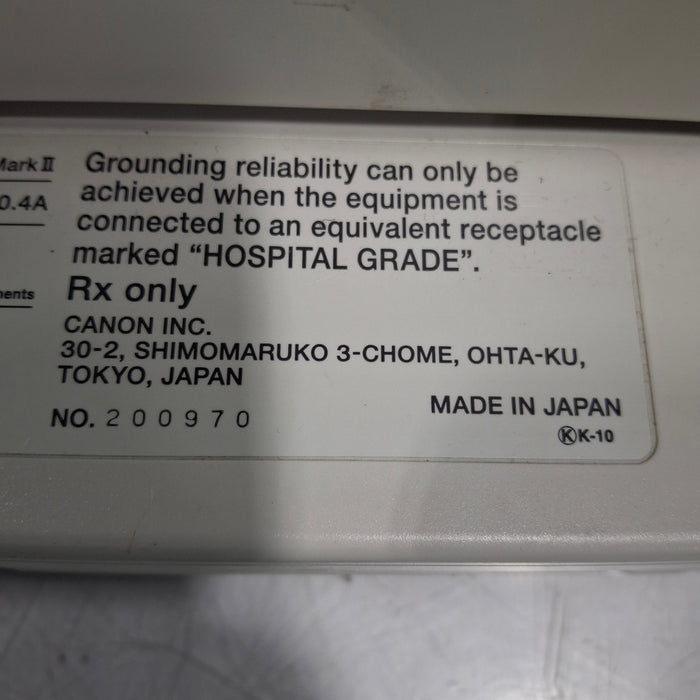 Mark II
0.4A
Grounding reliability can only be
achieved when the equipment is
connected to an equivalent receptacle
marked “HOSPITAL GRADE”.
Rx only
CANON INC.
30-2, SHIMOMARUKO 3-CHOME, OHTA-KU,
TOKYO, JAPAN
NO. 200970
MADE IN JAPAN
ⓀK-10